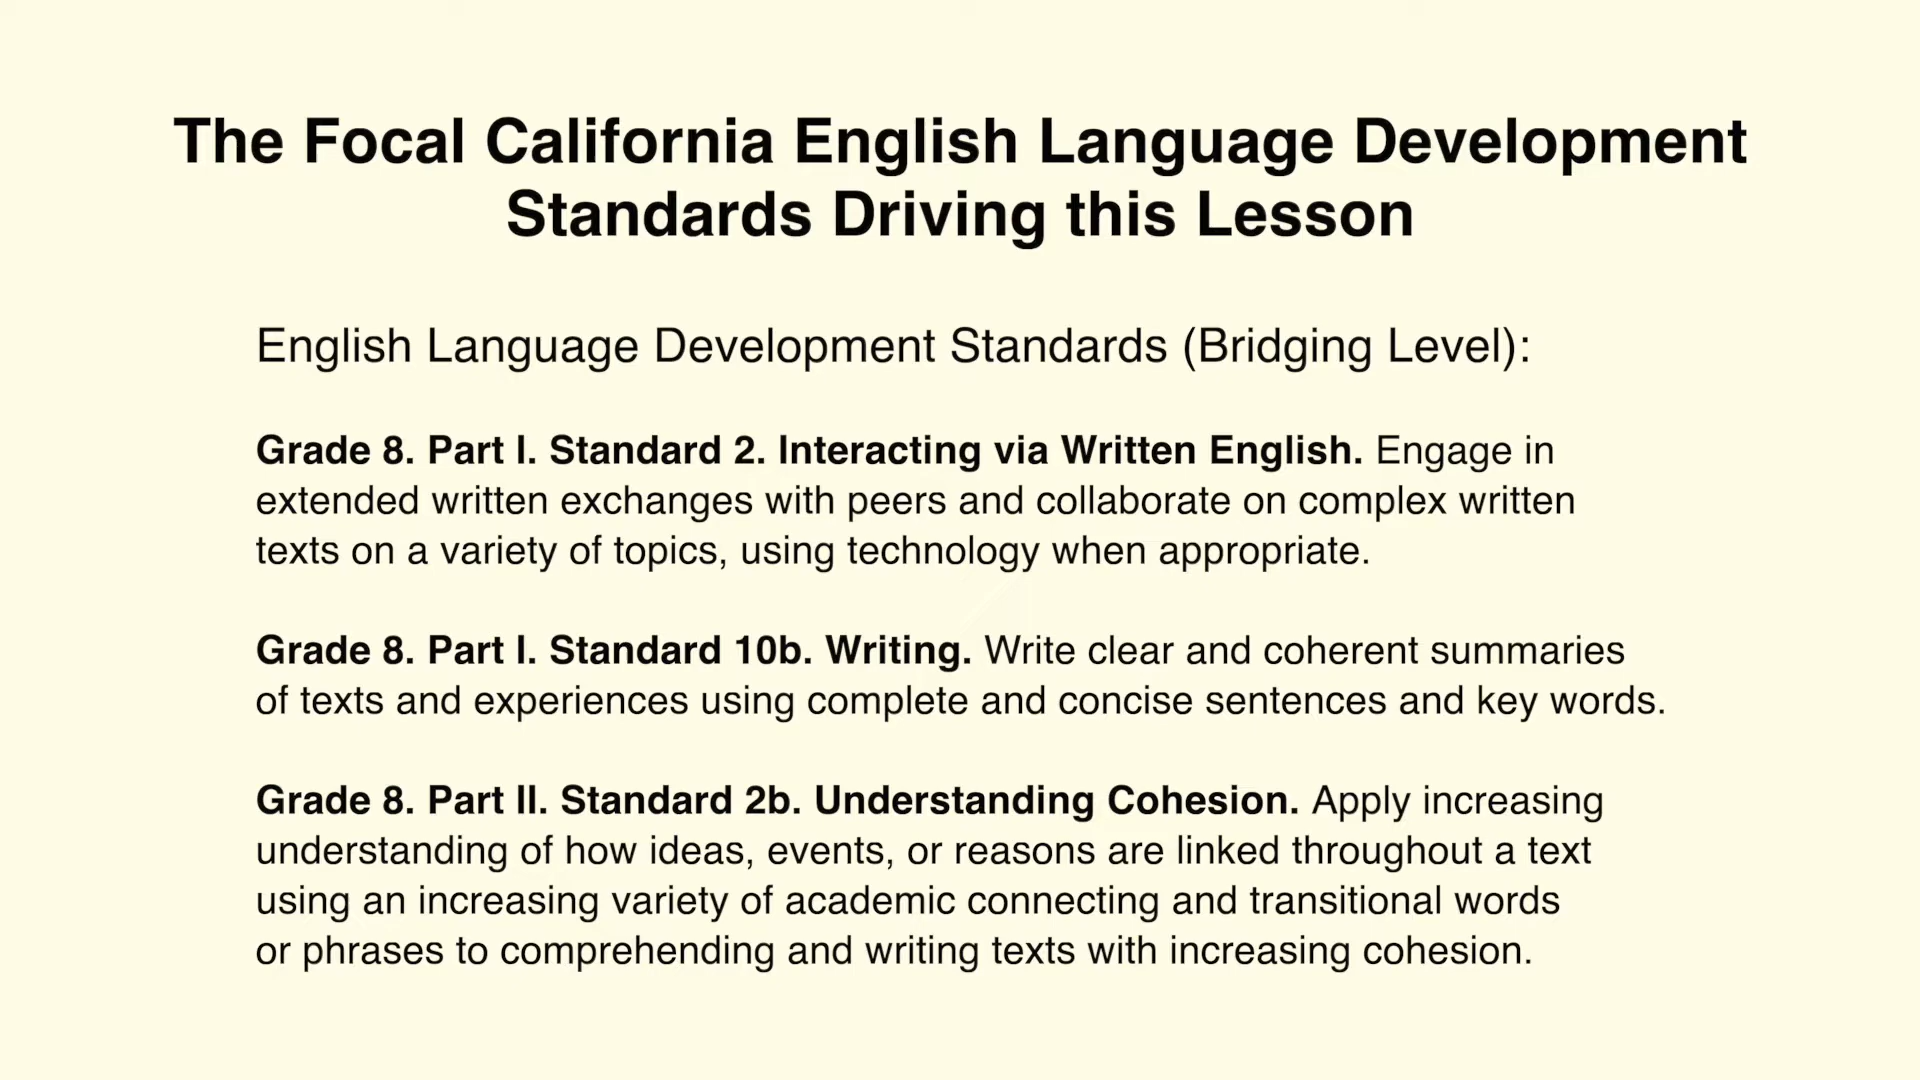 The Focal California English Language Development
Standards Driving this Lesson
English Language Development Standards (Bridging Level):
Grade 8. Part I. Standard 2. Interacting via Written English. Engage in
extended written exchanges with peers and collaborate on complex written
texts on a variety of topics, using technology when appropriate.
Grade 8. Part I. Standard 10b. Writing. Write clear and coherent summaries
of texts and experiences using complete and concise sentences and key words.
Grade 8. Part II. Standard 2b. Understanding Cohesion. Apply increasing
understanding of how ideas, events, or reasons are linked throughout a text
using an increasing variety of academic connecting and transitional words
or phrases to comprehending and writing texts with increasing cohesion.